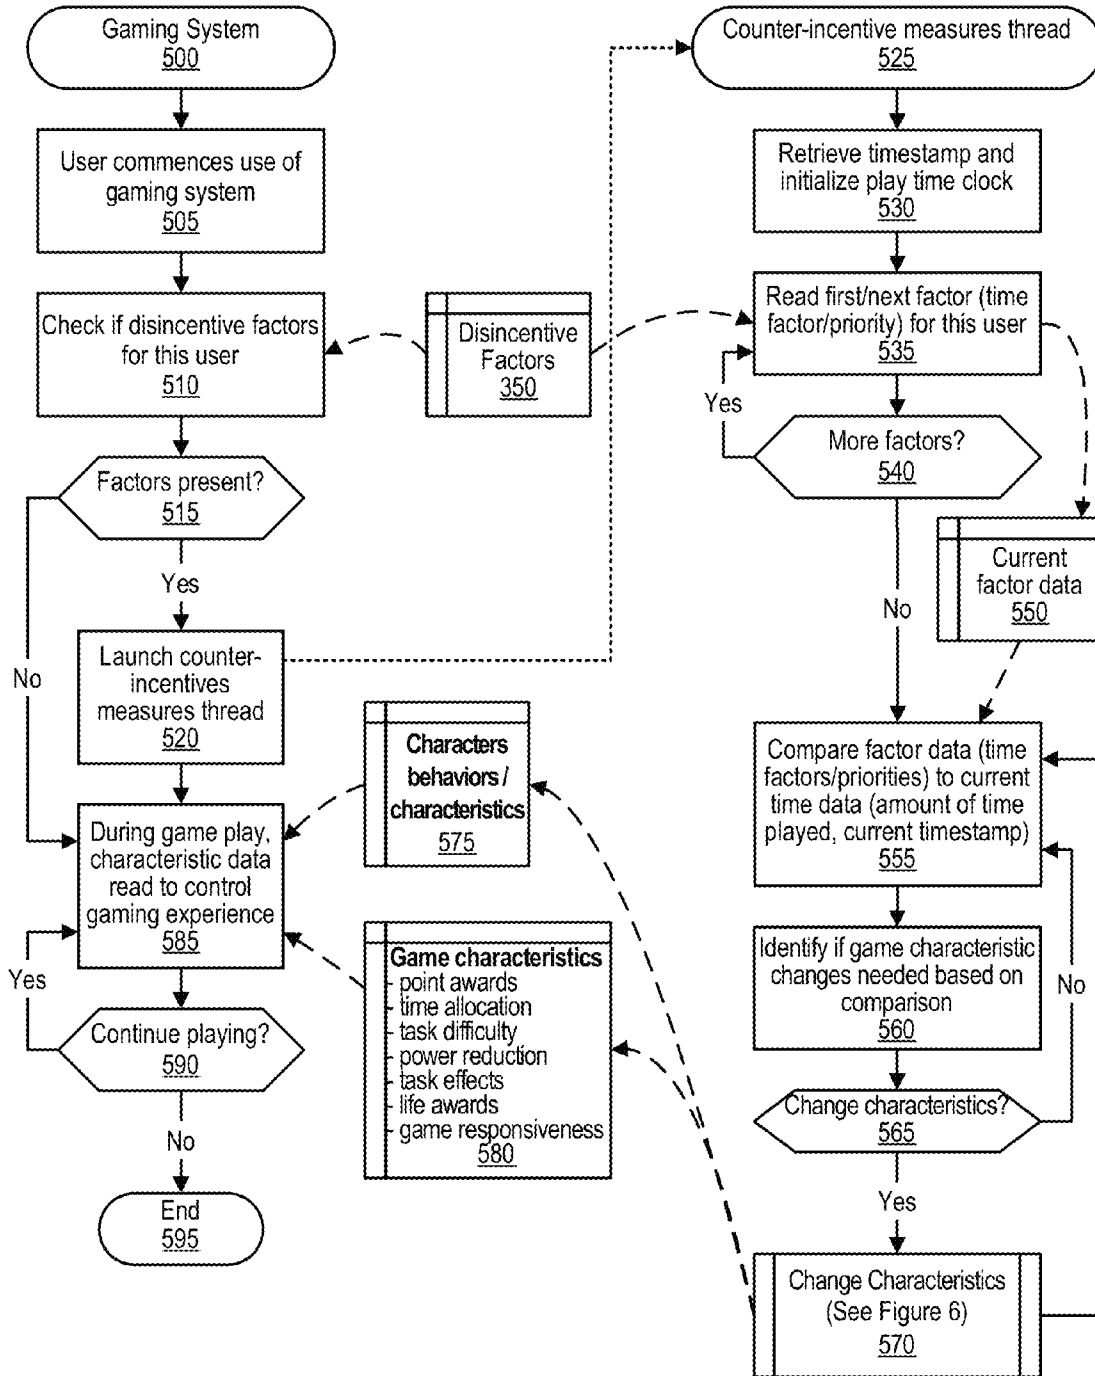 Gaming System
500
User commences use of
gaming system
505
Check if disincentive factors
for this user
510
Factors present?
515
Yes
No
Launch counter-
incentives
measures thread
520
During game play,
characteristic data
read to control
gaming experience
585
Yes
Continue playing?
590
No
End
595
Disincentive
Factors
350
Characters
behaviors /
characteristics
575
Game characteristics
- point awards
- time allocation
- task difficulty
- power reduction
- task effects
- life awards
- game responsiveness
580
Counter-incentive measures thread
525
Retrieve timestamp and
initialize play time clock
530
Read first/next factor (time
factor/priority) for this user
535
Yes
More factors?
540
No
Current
factor data
550
Compare factor data (time
factors/priorities) to current
time data (amount of time
played, current timestamp)
555
Identify if game characteristic
changes needed based on
comparison
560
No
Change characteristics?
565
Yes
Change Characteristics
(See Figure 6)
570